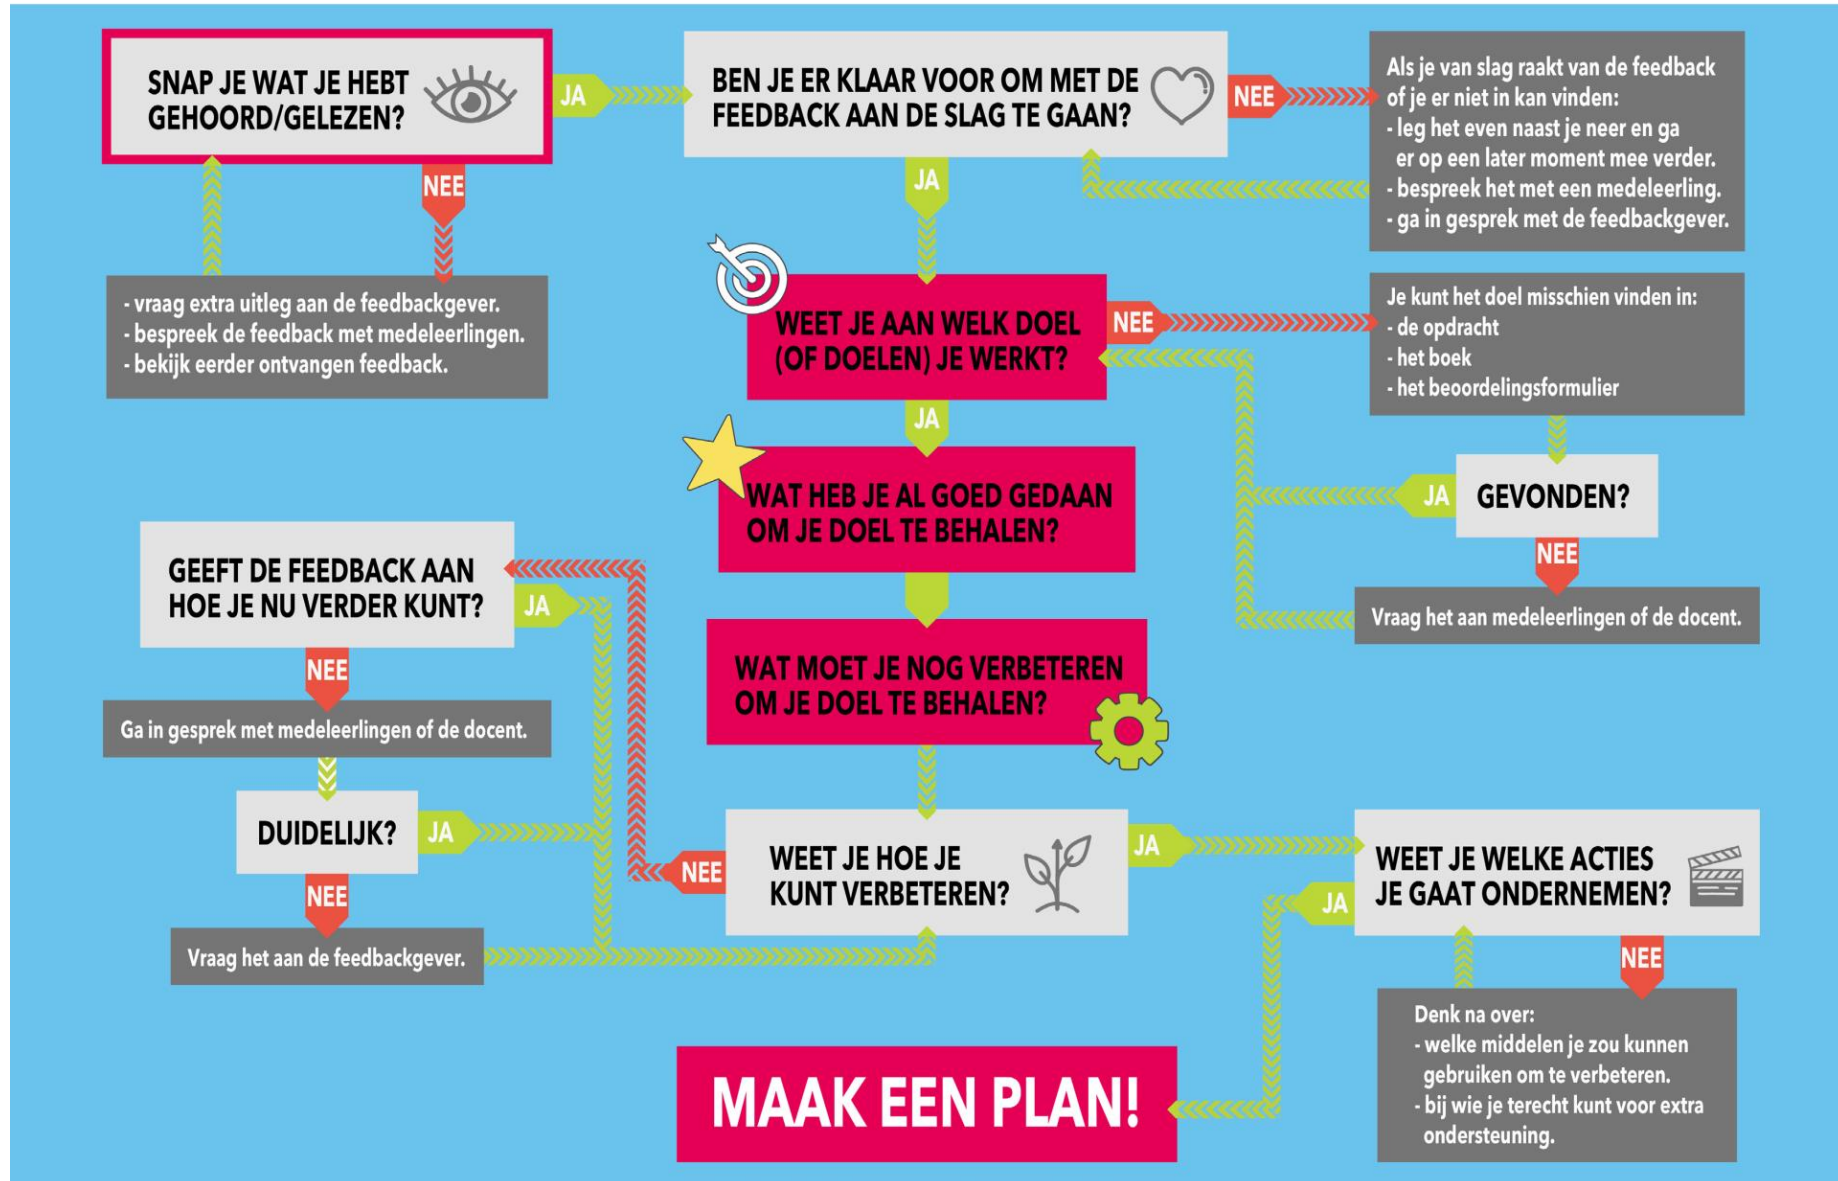 SNAP JE WAT JE HEBT
GEHOORD/GELEZEN?
JA
NEE
- vraag extra uitleg aan de feedbackgever.
- bespreek de feedback met medeleerlingen.
- bekijk eerder ontvangen feedback.
BEN JE ER KLAAR VOOR OM MET DE
FEEDBACK AAN DE SLAG TE GAAN?
NEE
JA
Als je van slag raakt van de feedback
of je er niet in kan vinden:
- leg het even naast je neer en ga
er op een later moment mee verder.
- bespreek het met een medeleerling.
- ga in gesprek met de feedbackgever.
WEET JE AAN WELK DOEL
(OF DOELEN) JE WERKT?
NEE
JA
Je kunt het doel misschien vinden in:
- de opdracht
- het boek
- het beoordelingsformulier
GEVONDEN?
JA
NEE
Vraag het aan medeleerlingen of de docent.
WAT HEB JE AL GOED GEDAAN
OM JE DOEL TE BEHALEN?
WAT MOET JE NOG VERBETEREN
OM JE DOEL TE BEHALEN?
WEET JE HOE JE
KUNT VERBETEREN?
NEE
JA
GEEFT DE FEEDBACK AAN
HOE JE NU VERDER KUNT?
JA
NEE
Ga in gesprek met medeleerlingen of de docent.
DUIDELIJK?
JA
NEE
Vraag het aan de feedbackgever.
WEET JE WELKE ACTIES
JE GAAT ONDERNEMEN?
JA
NEE
Denk na over:
- welke middelen je zou kunnen
gebruiken om te verbeteren.
- bij wie je terecht kunt voor extra
ondersteuning.
MAAK EEN PLAN!